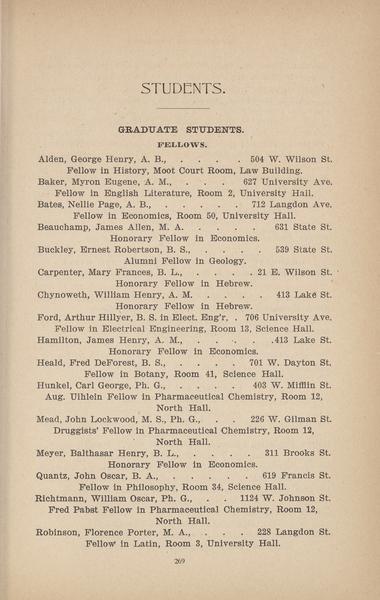 STUDENTS.
GRADUATE STUDENTS.
FELLOWS.
Alden, George Henry, A. B., . . . . 504 W. Wilson St.
Fellow in History, Moot Court Room, Law Building.
Baker, Myron Eugene, A. M., . . . 627 University Ave.
Fellow in English Literature, Room 2, University Hall.
Bates, Nellie Page, A. B., . . . . 712 Langdon Ave.
Fellow in Economics, Room 50, University Hall.
Beauchamp, James Allen, M. A. . . . . 631 State St.
Honorary Fellow in Economics.
Buckley, Ernest Robertson, B. S., . . . . 539 State St.
Alumni Fellow in Geology.
Carpenter, Mary Frances, B. L., . . . . 21 E. Wilson St.
Honorary Fellow in Hebrew.
Chynoweth, William Henry, A. M. . . . . 413 Lake St.
Honorary Fellow in Hebrew.
Ford, Arthur Hillyer, B. S. in Elect. Eng'r, . 706 University Ave.
Fellow in Electrical Engineering, Room 13, Science Hall.
Hamilton, James Henry, A. M., . . . . .413 Lake St.
Honorary Fellow in Economics.
Heald, Fred DeForest, B. S., . . . . 701 W. Dayton St.
Fellow in Botany, Room 41, Science Hall.
Hunkel, Carl George, Ph. G., . . . . 403 W. Mifflin St.
Aug. Uihlein Fellow in Pharmaceutical Chemistry, Room 12,
North Hall.
Mead, John Lockwood, M. S., Ph. G., . . . 226 W. Gilman St.
Druggists' Fellow in Pharmaceutical Chemistry, Room 12,
North Hall.
Meyer, Balthasar Henry, B. L., . . . . 311 Brooks St.
Honorary Fellow in Economics.
Quantz, John Oscar, B. A., . . . . . 619 Francis St.
Fellow in Philosophy, Room 34, Science Hall.
Richtmann, William Oscar, Ph. G., . . 1124 W. Johnson St.
Fred Pabst Fellow in Pharmaceutical Chemistry, Room 12,
North Hall.
Robinson, Florence Porter, M. A., . . . 228 Langdon St.
Fellow in Latin, Room 3, University Hall.
269